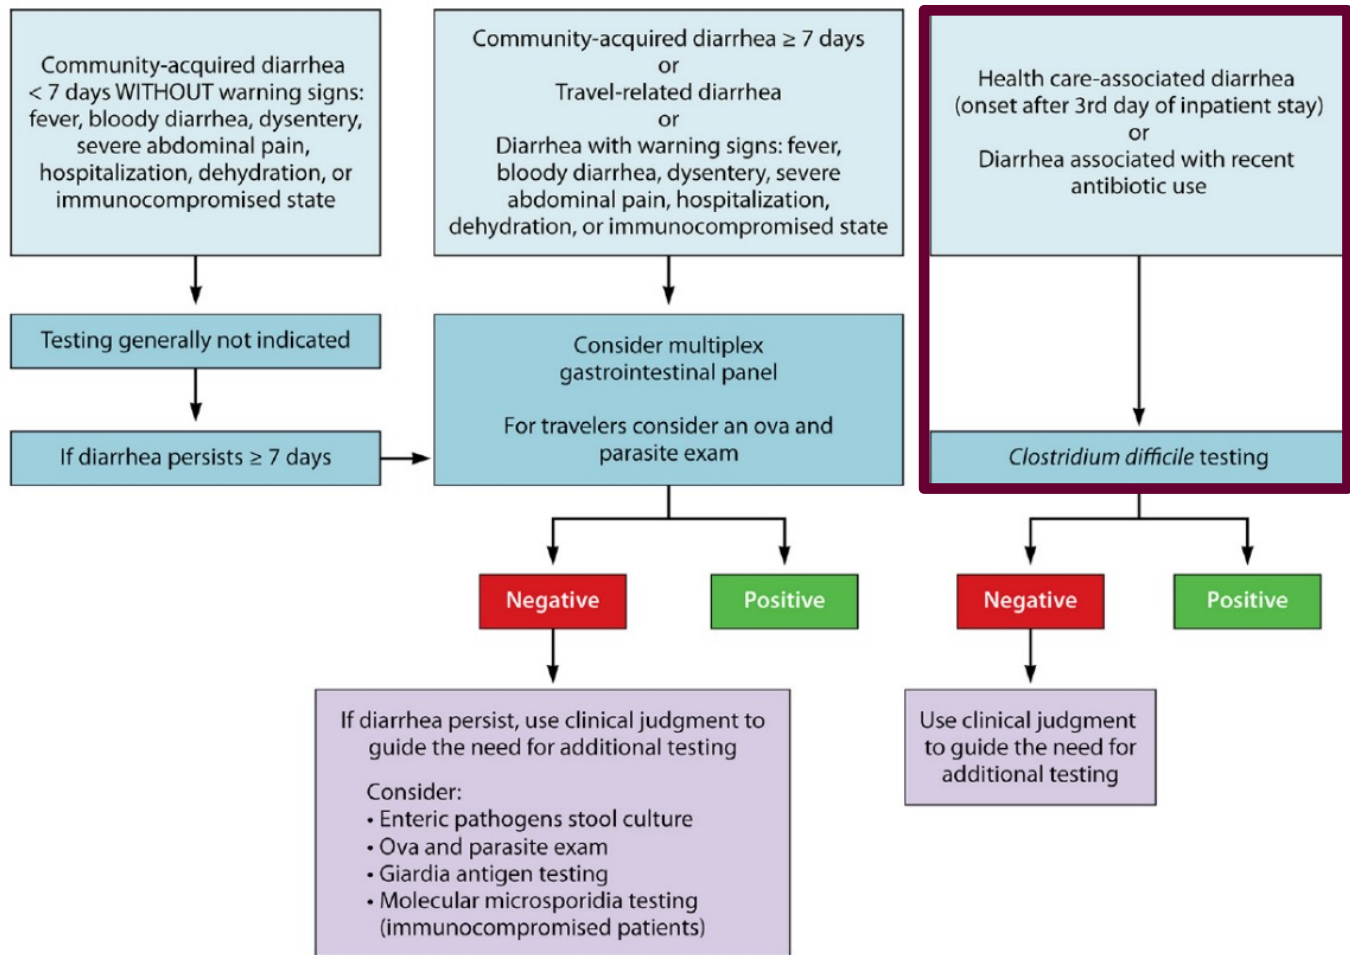 Community-acquired diarrhea
< 7 days WITHOUT warning signs:
fever, bloody diarrhea, dysentery,
severe abdominal pain,
hospitalization, dehydration, or
immunocompromised state
Testing generally not indicated
If diarrhea persists ≥ 7 days
Community-acquired diarrhea ≥ 7 days
or
Travel-related diarrhea
or
Diarrhea with warning signs: fever,
bloody diarrhea, dysentery, severe
abdominal pain, hospitalization,
dehydration, or immunocompromised state
Consider multiplex
gastrointestinal panel
For travelers consider an ova and
parasite exam
Negative
Positive
If diarrhea persist, use clinical judgment to
guide the need for additional testing
Consider:
• Enteric pathogens stool culture
• Ova and parasite exam
• Giardia antigen testing
• Molecular microsporidia testing
(immunocompromised patients)
Health care-associated diarrhea
(onset after 3rd day of inpatient stay)
or
Diarrhea associated with recent
antibiotic use
Clostridium difficile testing
Negative
Positive
Use clinical judgment
to guide the need for
additional testing